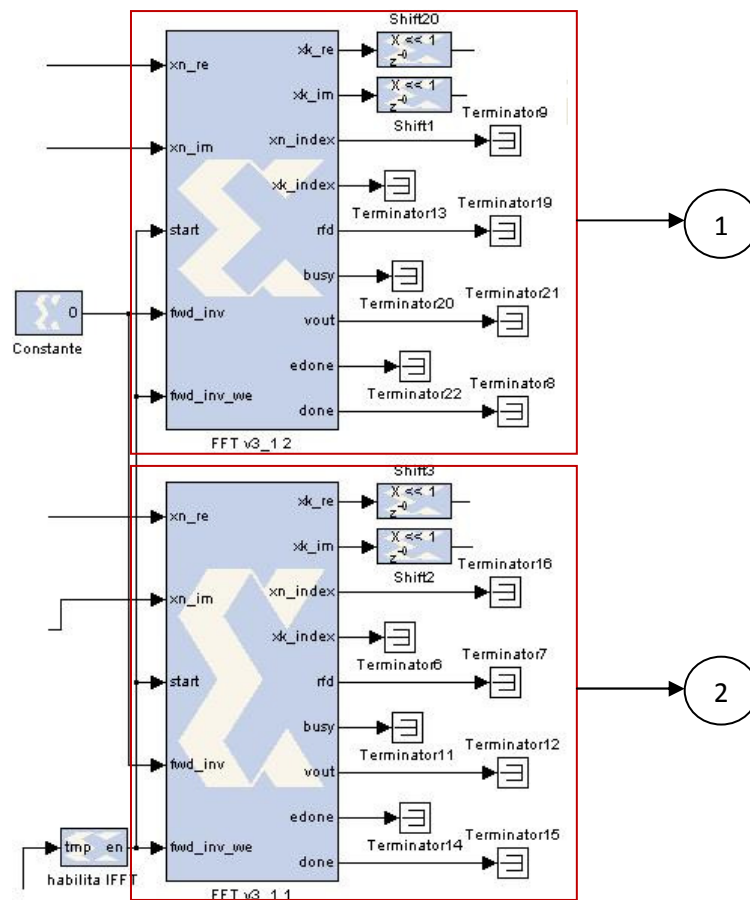 Shift20
xk_re
X << 1
z-0
xn_re
xk_im
X << 1
z-0
Shift1
Terminator9
xn_index
xn_im
xk_index
Terminator13
Terminator19
start
rfd
1
busy
Terminator20
Terminator21
0
fwd_inv
vout
Constante
edone
Terminator22
Terminator8
fwd_inv_we
done
FFT v3_1 2
Shift3
xk_re
X << 1
z-0
xn_re
xk_im
X << 1
z-0
Shift2
Terminator16
xn_index
xn_im
xk_index
Terminator6
Terminator7
start
rfd
2
busy
Terminator11
Terminator12
fwd_inv
vout
edone
Terminator14
Terminator15
tmp en
fwd_inv_we
done
habilita IFFT
FFT v3_1 1